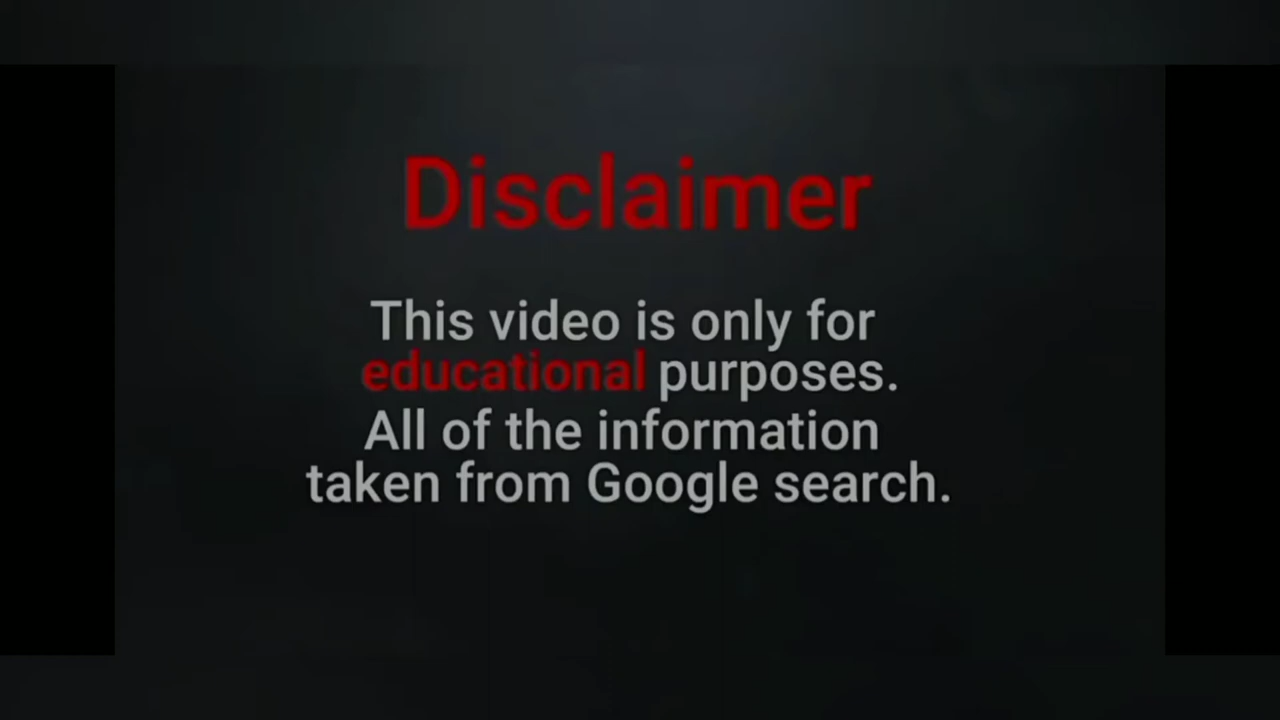 Disclaimer
This video is only for
educational purposes.
All of the information
taken from Google search.